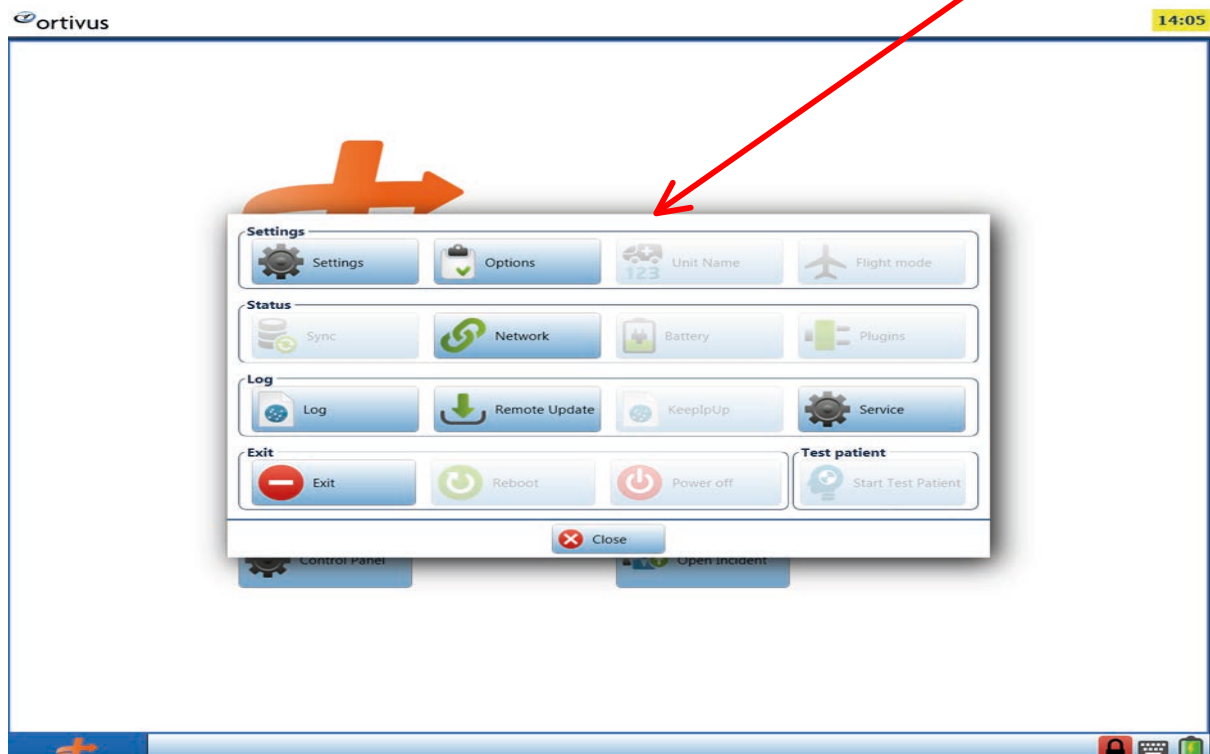 ortivus
14:05
Settings
Settings Options Unit Name Flight mode
123
Status
Sync Network Battery Plugins
Log
Log Remote Update KeepIpUp Service
Exit Test patient
Exit Reboot Power off Start Test Patient
Close
Control Panel Open Incident